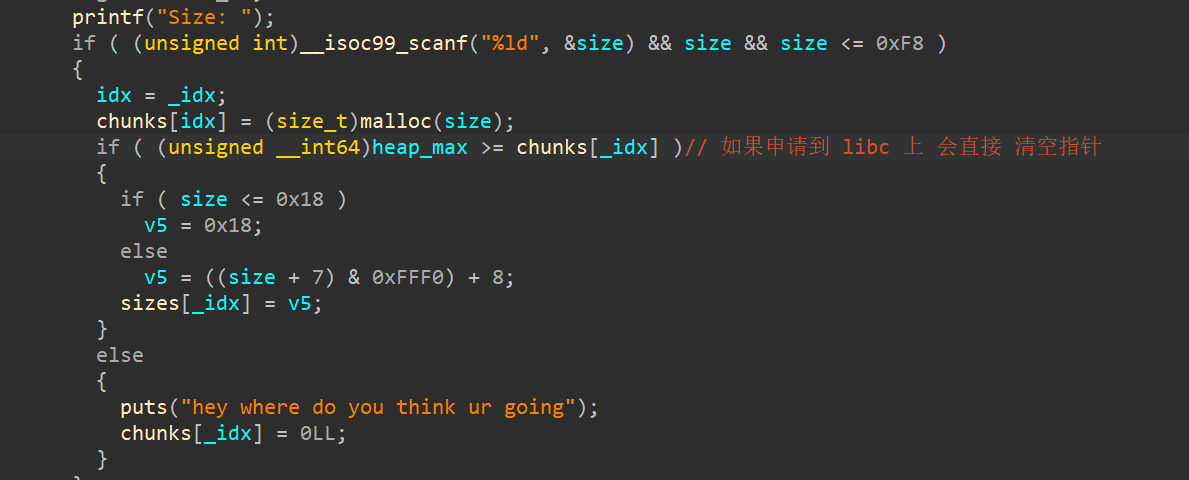 printf("Size: ");
if ( (unsigned int)__isoc99_scanf("%ld", &size) && size && size <= 0xF8 )
{
idx = _idx;
chunks[idx] = (size_t)malloc(size);
if ( (unsigned __int64)heap_max >= chunks[_idx] )// 如果申请到 libc 上 会直接 清空指针
{
if ( size <= 0x18 )
v5 = 0x18;
else
v5 = ((size + 7) & 0xFFF0) + 8;
sizes[_idx] = v5;
}
else
{
puts("hey where do you think ur going");
chunks[_idx] = 0LL;
}